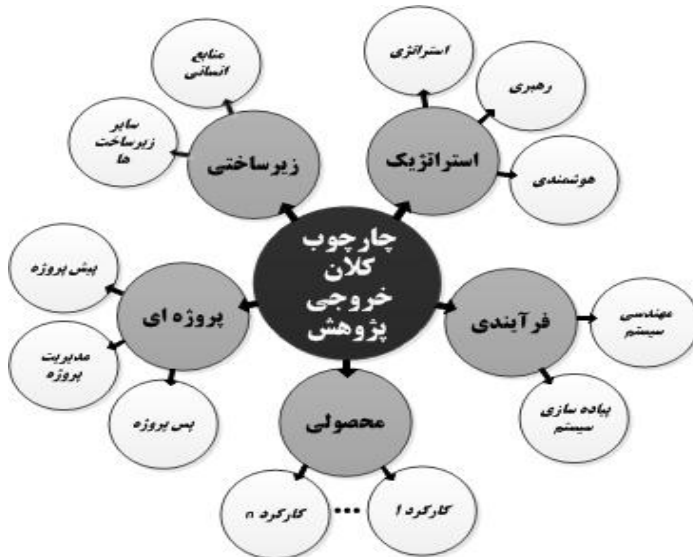 چارچوب
کلان
خروجی
پژوهش
استراتژیک
استراتژی
رهبری
هوشمندی
فرآیندی
مهندسی
سیستم
پیاده سازی
سیستم
محصولی
کارکرد 1
...
کارکرد n
پروژه ای
پیش پروژه
مدیریت
پروژه
پس پروژه
زیرساختی
منابع
انسانی
سایر
زیرساخت
ها